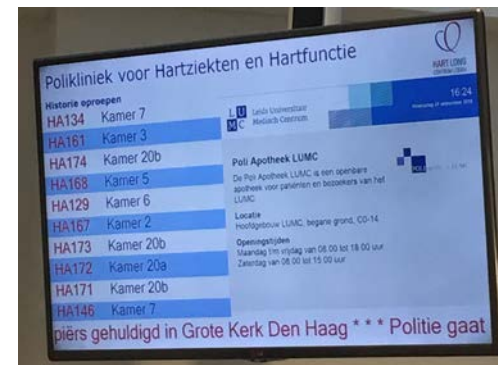 Polikliniek voor Hartziekten en Hartfunctie
HART LONG
Historie oproepen
HA134 Kamer 7
HA161 Kamer 3
HA174 Kamer 20b
HA168 Kamer 5
HA129 Kamer 6
HA167 Kamer 2
HA173 Kamer 20b
HA172 Kamer 20a
HA171 Kamer 20b
HA146 Kamer 7
LUMC
Leids Universitair
Medisch Centrum
16:24
Poli Apotheek LUMC
De Poli Apotheek LUMC is een openbare
apotheek voor patiënten en bezoekers van het
LUMC.
Locatie
Hoofdgebouw LUMC, begane grond, C0-14.
Openingstijden
Maandag t/m vrijdag van 08.00 tot 18.00 uur.
Zaterdag van 08.00 tot 15.00 uur
piërs gehuldigd in Grote Kerk Den Haag * * * Politie gaat